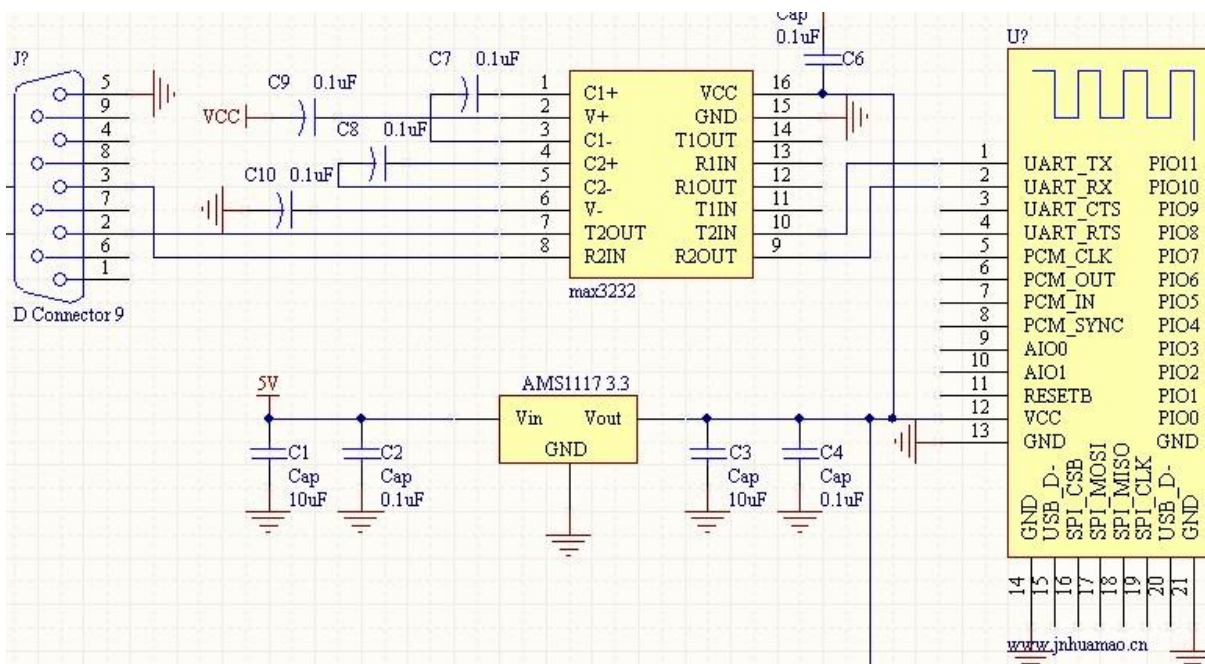 Cap
0.1uF
C6
U?
J?
5
9
4
8
3
7
2
6
1
D Connector 9
C7 0.1uF
C9 0.1uF
VCC
C8 0.1uF
C10 0.1uF
1 C1+ VCC 16
2 V+ GND 15
3 C1- T1OUT 14
4 C2+ R1IN 13
5 C2- R1OUT 12
6 V- T1IN 11
7 T2OUT T2IN 10
8 R2IN R2OUT 9
max3232
1 UART_TX PIO11
2 UART_RX PIO10
3 UART_CTS PIO9
4 UART_RTS PIO8
5 PCM_CLK PIO7
6 PCM_OUT PIO6
7 PCM_IN PIO5
8 PCM_SYNC PIO4
9 AIO0 PIO3
10 AIO1 PIO2
11 RESETB PIO1
12 VCC PIO0
13 GND GND
GND
USB_D-
SPI_CSB
SPI_MOSI
SPI_MISO
SPI_CLK
USB_D-
GND
14
15
16
17
18
19
20
21
www.jnhuamao.cn
5V
AMS1117 3.3
Vin Vout
GND
C1
Cap
10uF
C2
Cap
0.1uF
C3
Cap
10uF
C4
Cap
0.1uF